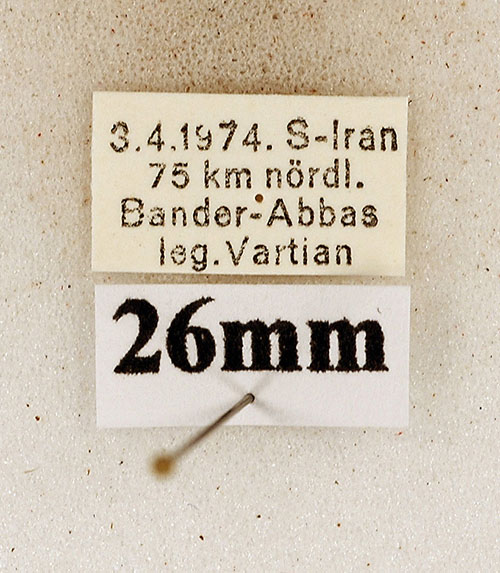 3.4.1974. S-Iran
75 km nördl.
Bander-Abbas
leg. Vartian
26mm